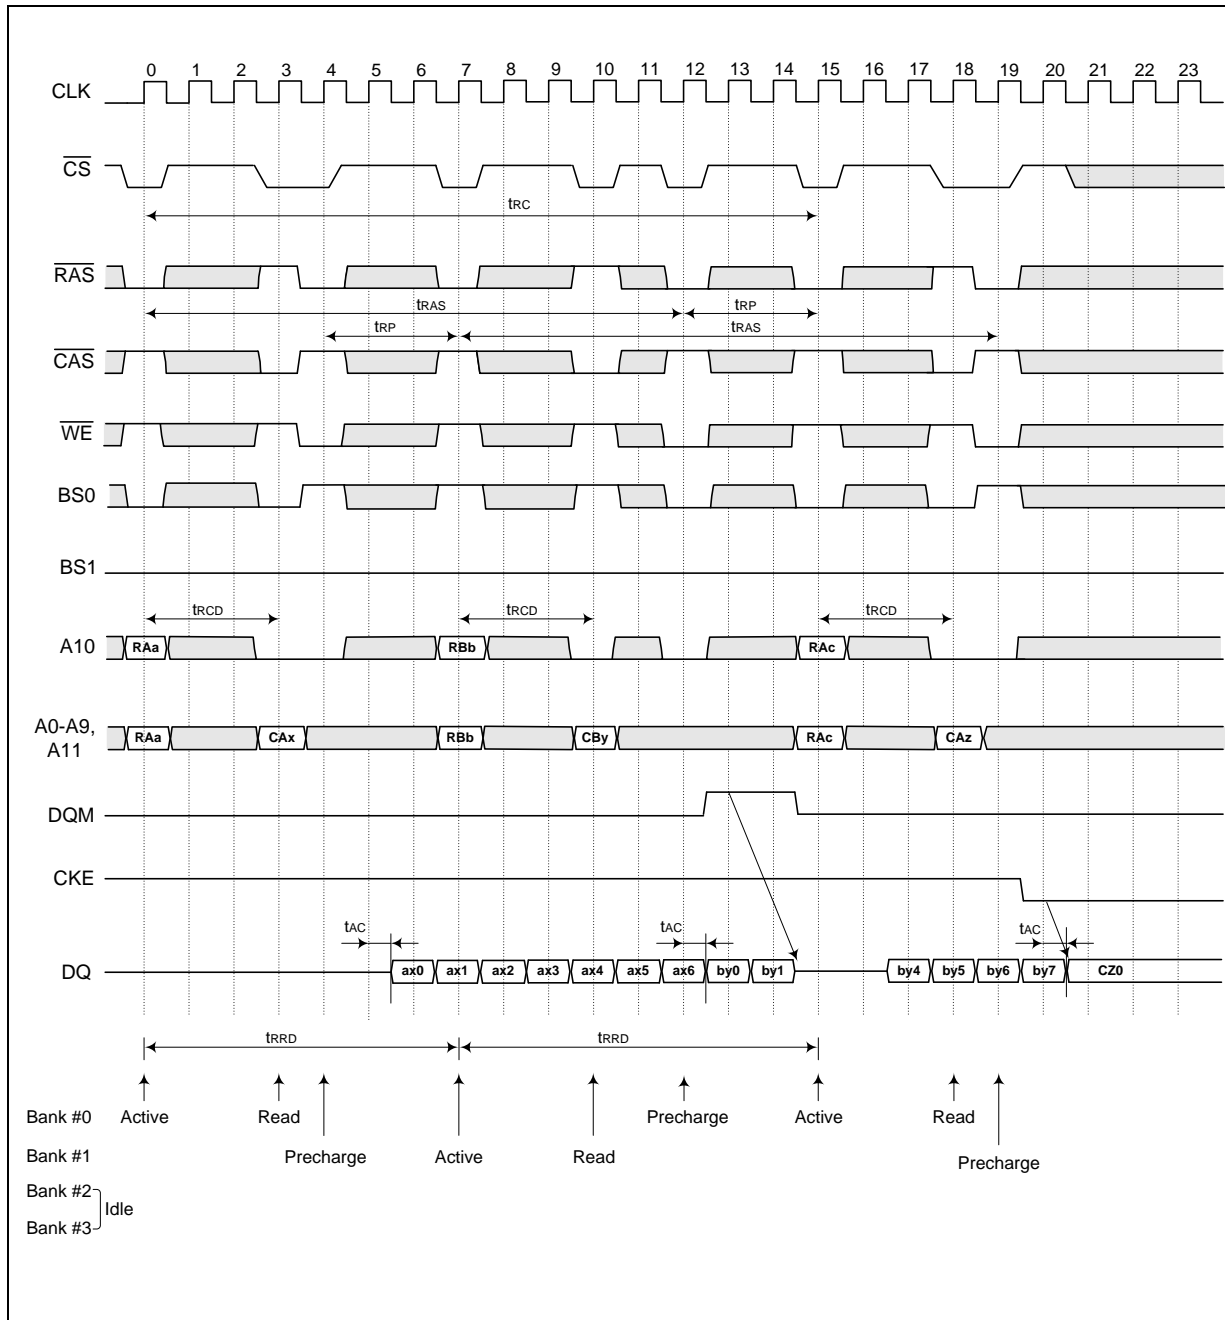 0 1 2 3 4 5 6 7 8 9 10 11 12 13 14 15 16 17 18 19 20 21 22 23
CLK
CS
tRC
RAS
tRAS tRP
tRP tRAS
CAS
WE
BS0
BS1
tRCD tRCD tRCD
A10 RAa RBb RAc
A0-A9,
A11
RAa CAx RBb CBy RAc CAz
DQM
CKE
tAC tAC tAC
DQ ax0 ax1 ax2 ax3 ax4 ax5 ax6 by0 by1 by4 by5 by6 by7 CZ0
tRRD tRRD
Bank #0 Active Read Precharge Active Read
Bank #1 Precharge Active Read Precharge
Bank #2
Idle
Bank #3